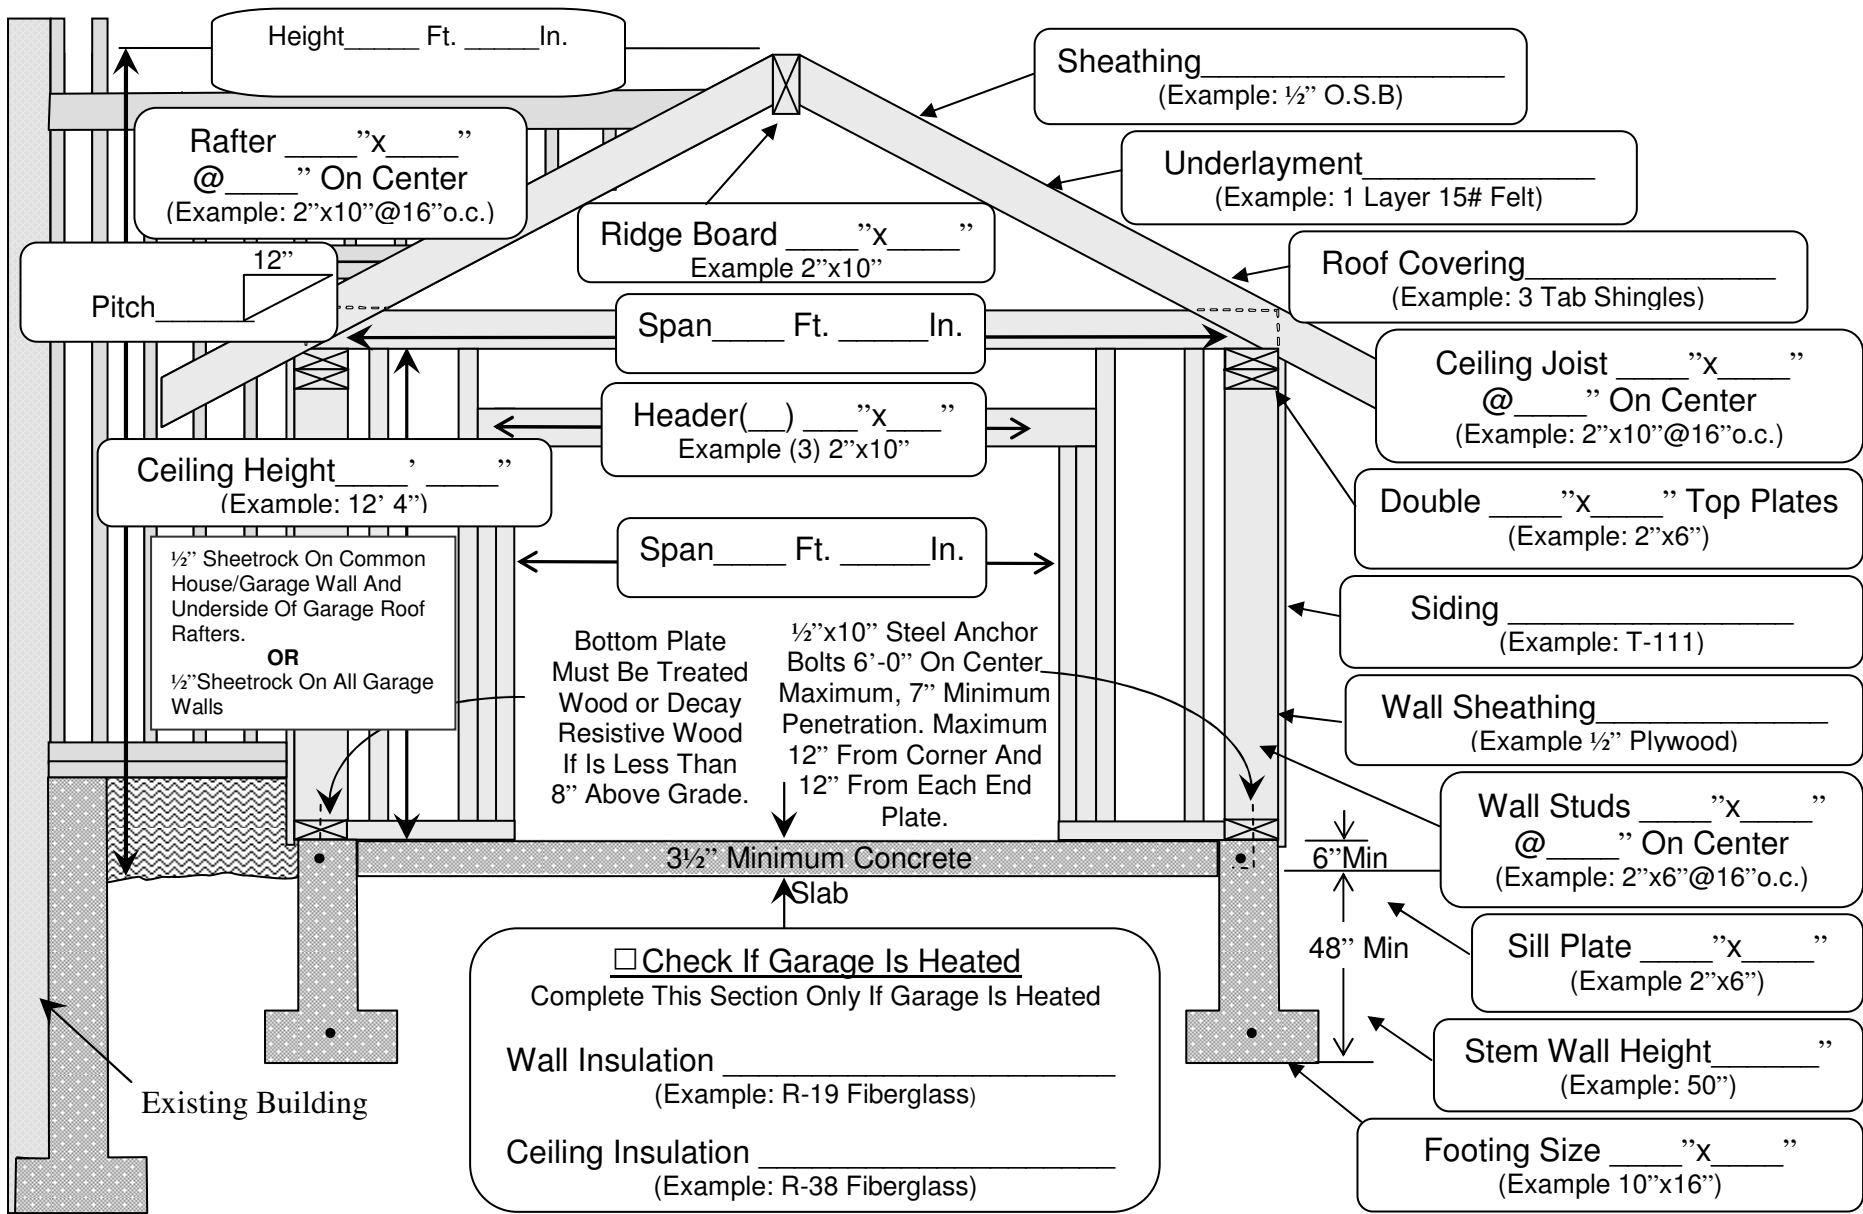 Height_____ Ft. _____In.
Rafter ____”x____”
@____” On Center
(Example: 2”x10”@16”o.c.)
12”
Pitch______
Ceiling Height____’ ____”
(Example: 12’ 4”)
½” Sheetrock On Common
House/Garage Wall And
Underside Of Garage Roof
Rafters.
OR
½”Sheetrock On All Garage
Walls
Existing Building
Ridge Board ____”x____”
Example 2”x10”
Span____ Ft. _____In.
Header(__) ___”x___”
Example (3) 2”x10”
Span____ Ft. _____In.
Bottom Plate
Must Be Treated
Wood or Decay
Resistive Wood
If Is Less Than
8” Above Grade.
½”x10” Steel Anchor
Bolts 6’-0” On Center
Maximum, 7” Minimum
Penetration. Maximum
12” From Corner And
12” From Each End
Plate.
3½” Minimum Concrete
Slab
☐Check If Garage Is Heated
Complete This Section Only If Garage Is Heated
Wall Insulation ______________________
(Example: R-19 Fiberglass)
Ceiling Insulation ____________________
(Example: R-38 Fiberglass)
Sheathing_________________
(Example: ½” O.S.B)
Underlayment_____________
(Example: 1 Layer 15# Felt)
Roof Covering______________
(Example: 3 Tab Shingles)
Ceiling Joist ____”x____”
@____” On Center
(Example: 2”x10”@16”o.c.)
Double ____”x____” Top Plates
(Example: 2”x6”)
Siding ________________
(Example: T-111)
Wall Sheathing_____________
(Example ½” Plywood)
Wall Studs ____”x____”
@____” On Center
(Example: 2”x6”@16”o.c.)
6”Min
48” Min
Sill Plate ____”x____”
(Example 2”x6”)
Stem Wall Height______”
(Example: 50”)
Footing Size ____”x____”
(Example 10”x16”)